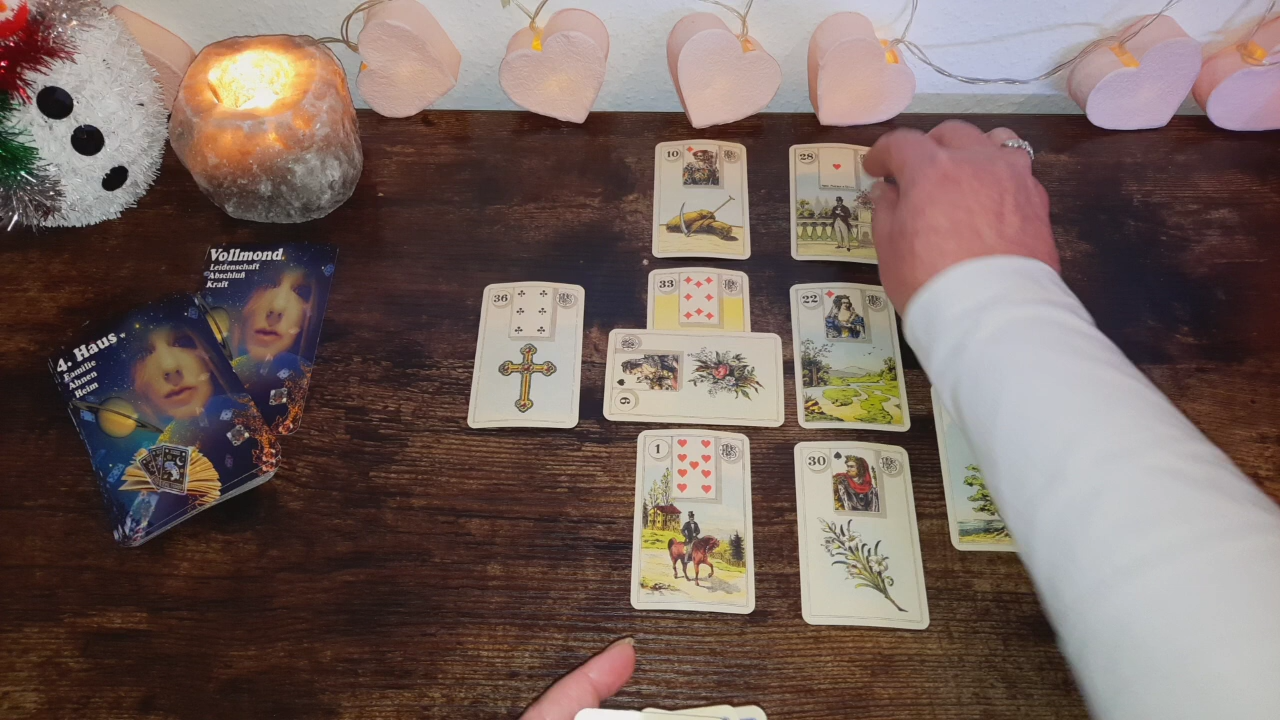 Vollmond.
Leidenschaft
Abschluß
Kraft
4. Haus
Familie
Ahnen
Heim
10
28
36
33
22
9
1
30